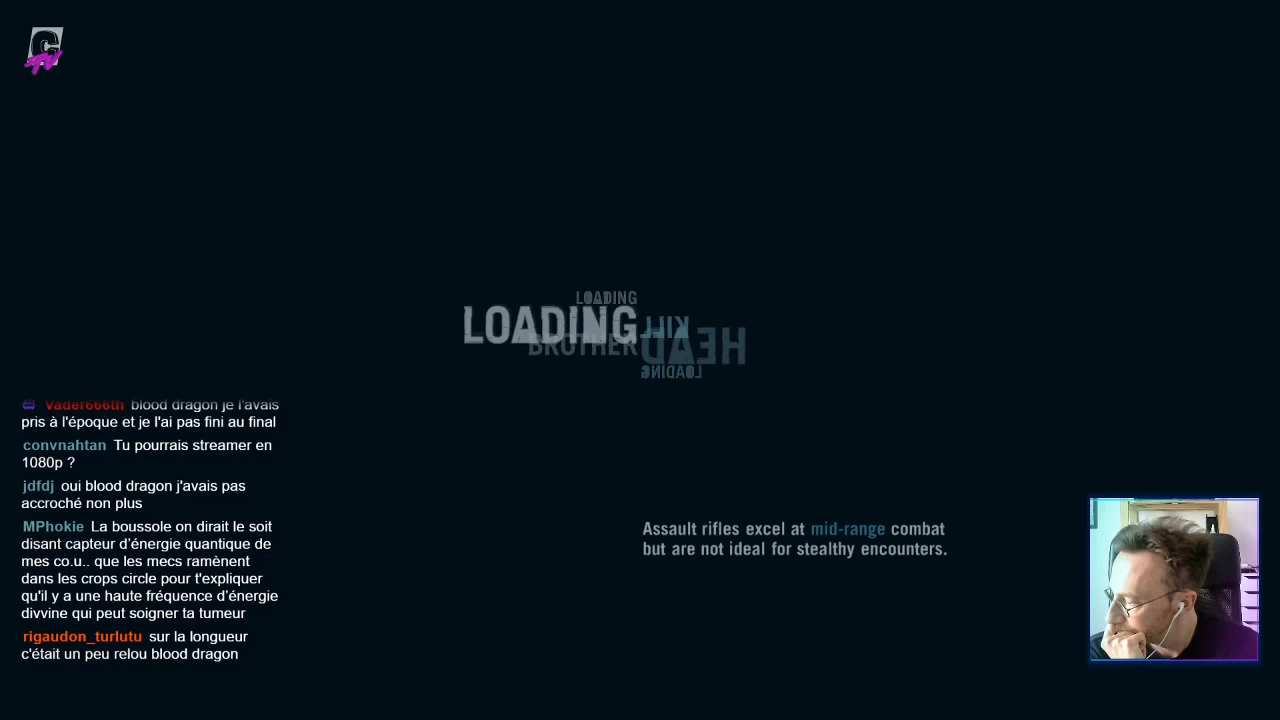 C
TV
LOADING
LOADING
KILL
BROTHER
HEAD
LOADING
Vader666th blood dragon je l'avais
pris à l'époque et je l'ai pas fini au final
convnahtan Tu pourrais streamer en
1080p ?
jdfdj oui blood dragon j'avais pas
accroché non plus
MPhokie La boussole on dirait le soit
disant capteur d'énergie quantique de
mes co.u.. que les mecs ramènent
dans les crops circle pour t'expliquer
qu'il y a une haute fréquence d'énergie
divvine qui peut soigner ta tumeur
rigaudon_turlutu sur la longueur
c'était un peu relou blood dragon
Assault rifles excel at mid-range combat
but are not ideal for stealthy encounters.